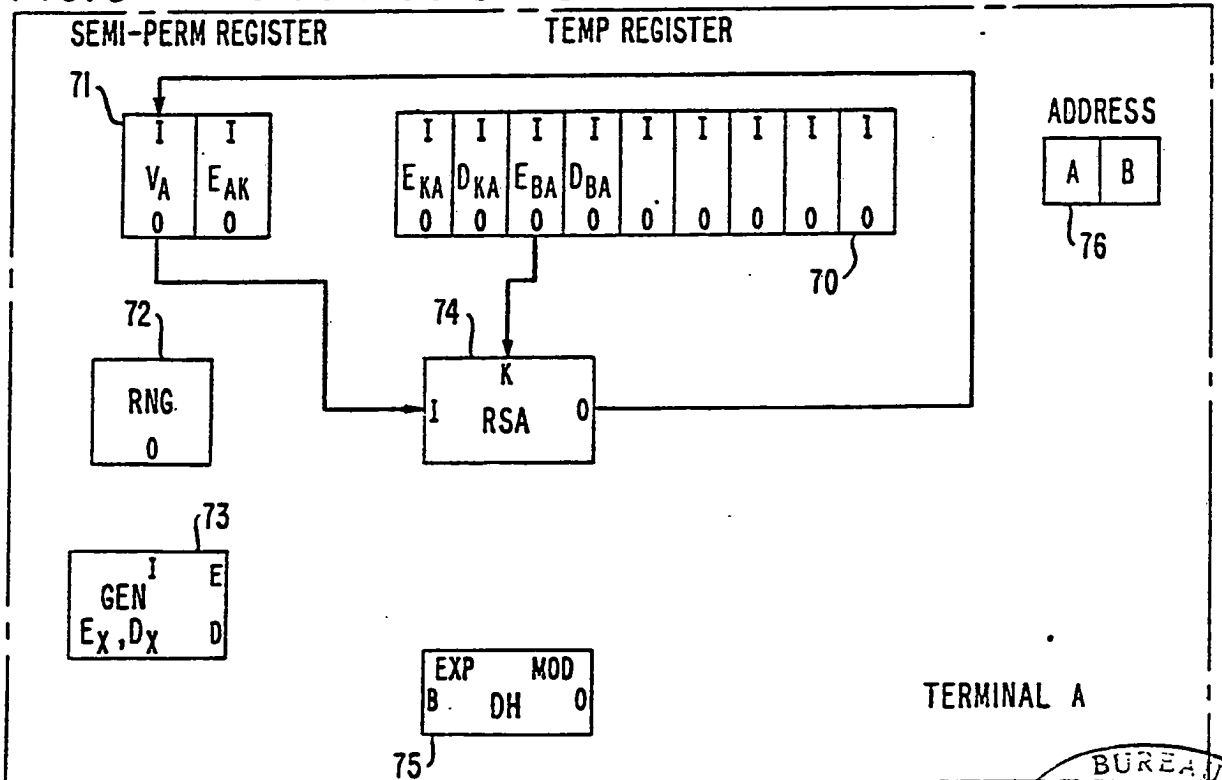 SEMI-PERM REGISTER TEMP REGISTER
71
I I
V_A E_AK
0 0
I I I I I I I I I
E_KA D_KA E_BA D_BA
0 0 0 0 0 0 0 0 0
70
ADDRESS
A B
76
72
RNG
0
74
K
I RSA 0
73
I E
GEN
E_X, D_X D
EXP MOD
B DH 0
75
TERMINAL A